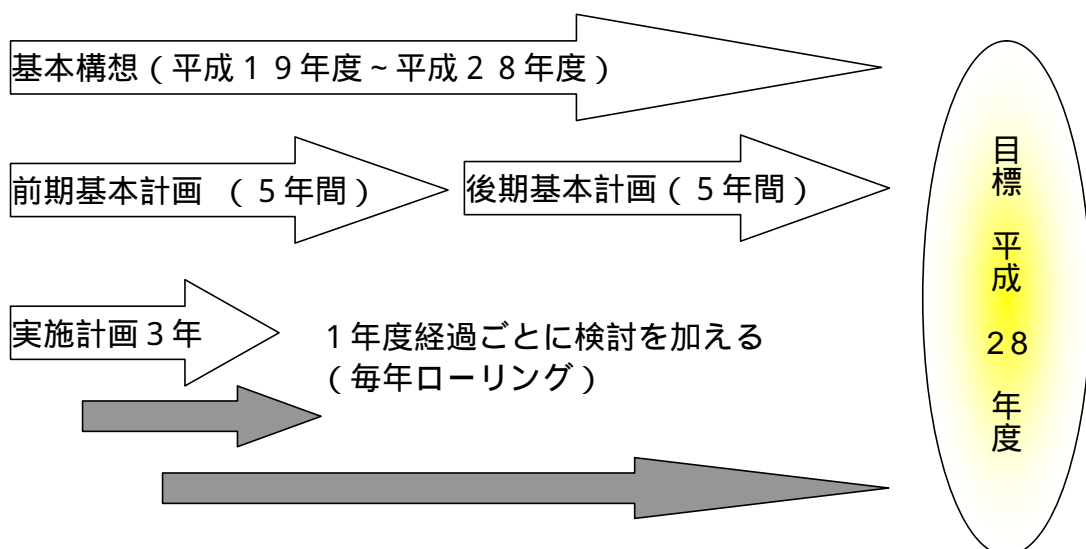 基本構想(平成19年度~平成28年度)
前期基本計画 (5年間)
後期基本計画(5年間)
実施計画3年
1年度経過ごとに検討を加える
(毎年ローリング)
目標 平成 28 年度